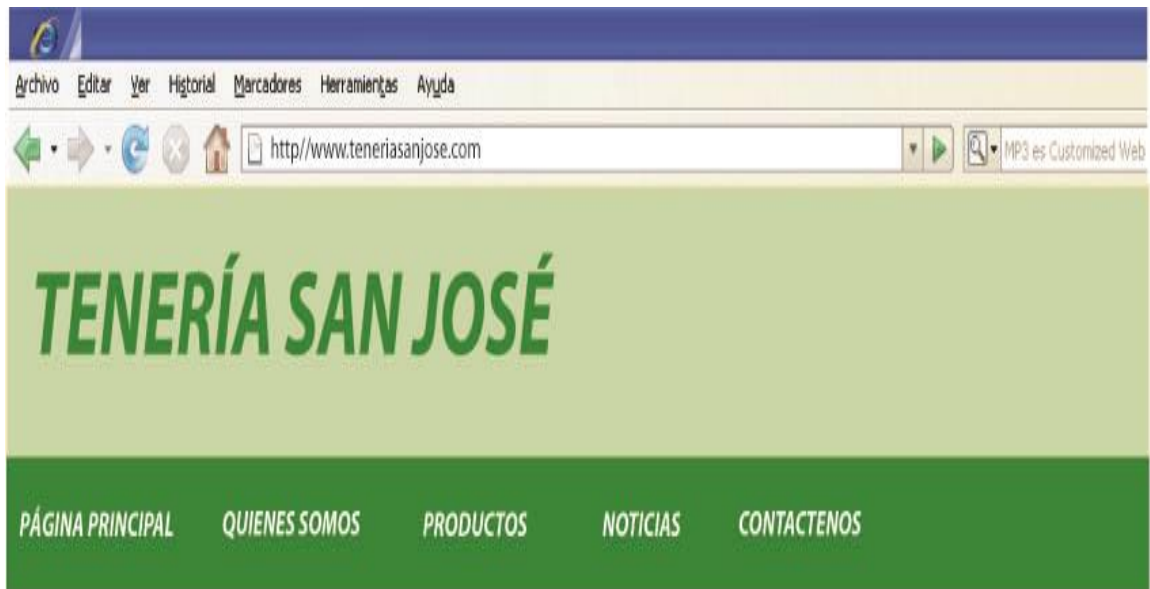 Archivo Editar Ver Historial Marcadores Herramientas Ayuda
http//www.teneriasanjose.com MP3 es Customized Web
TENERÍA SAN JOSÉ
PÁGINA PRINCIPAL QUIENES SOMOS PRODUCTOS NOTICIAS CONTACTENOS